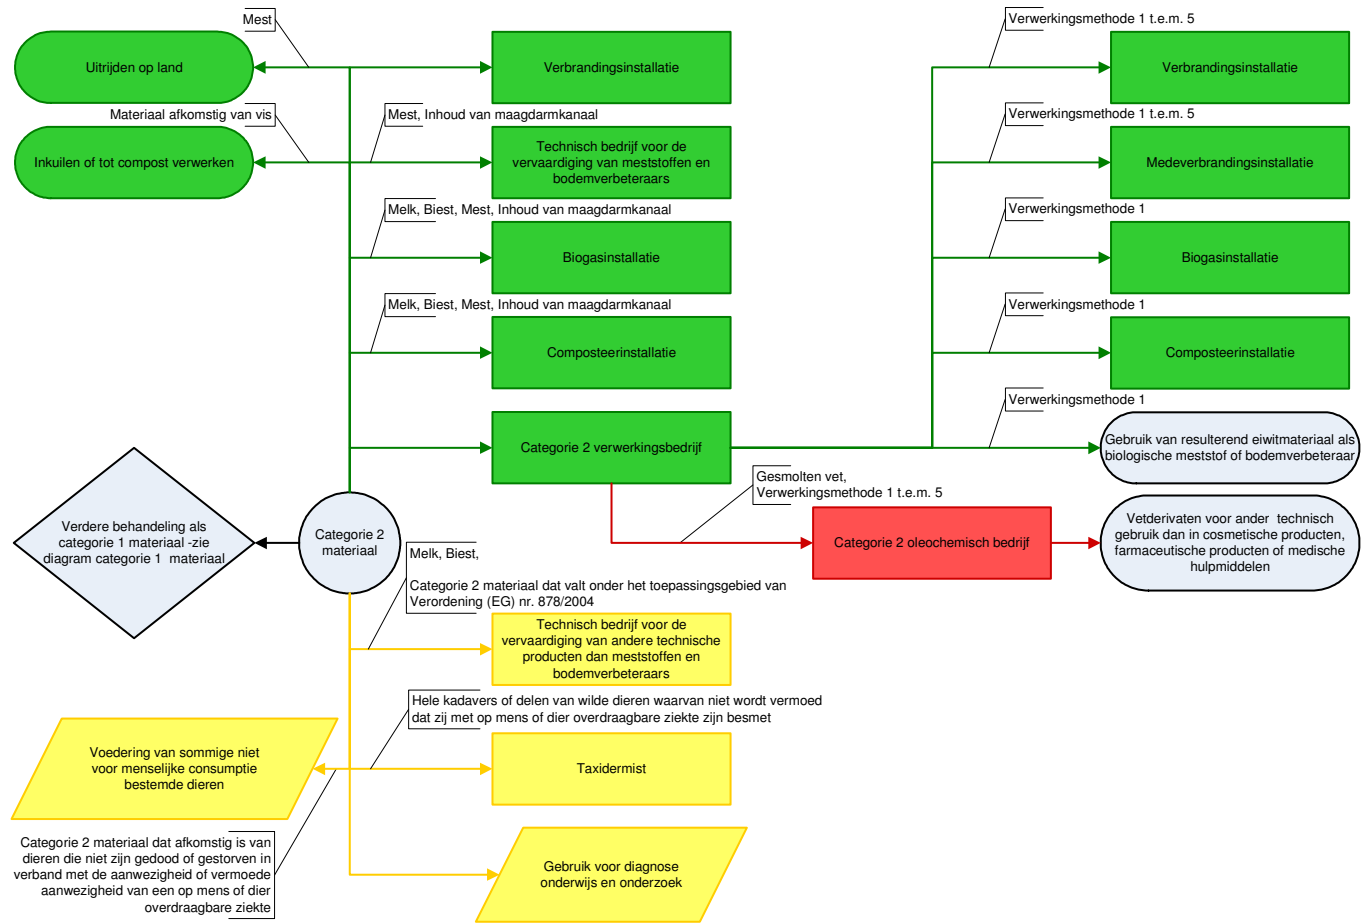 Mest
Verwerkingsmethode 1 t.e.m. 5
Uitrijden op land
Verbrandingsinstallatie
Verbrandingsinstallatie
Materiaal afkomstig van vis
Mest, Inhoud van maagdarmkanaal
Verwerkingsmethode 1 t.e.m. 5
Inkuilen of tot compost verwerken
Technisch bedrijf voor de
vervaardiging van meststoffen en
bodemverbeteraars
Medeverbrandingsinstallatie
Melk, Biest, Mest, Inhoud van maagdarmkanaal
Verwerkingsmethode 1
Biogasinstallatie
Biogasinstallatie
Melk, Biest, Mest, Inhoud van maagdarmkanaal
Verwerkingsmethode 1
Composteerinstallatie
Composteerinstallatie
Verwerkingsmethode 1
Categorie 2 verwerkingsbedrijf
Gebruik van resulterend eiwitmateriaal als
biologische meststof of bodemverbeteraar
Gesmolten vet,
Verwerkingsmethode 1 t.e.m. 5
Verdere behandeling als
categorie 1 materiaal -zie
diagram categorie 1 materiaal
Categorie 2
materiaal
Categorie 2 oleochemisch bedrijf
Vetderivaten voor ander technisch
gebruik dan in cosmetische producten,
farmaceutische producten of medische
hulpmiddelen
Melk, Biest,
Categorie 2 materiaal dat valt onder het toepassingsgebied van
Verordening (EG) nr. 878/2004
Technisch bedrijf voor de
vervaardiging van andere technische
producten dan meststoffen en
bodemverbeteraars
Hele kadavers of delen van wilde dieren waarvan niet wordt vermoed
dat zij met op mens of dier overdraagbare ziekte zijn besmet
Voedering van sommige niet
voor menselijke consumptie
bestemde dieren
Taxidermist
Categorie 2 materiaal dat afkomstig is van
dieren die niet zijn gedood of gestorven in
verband met de aanwezigheid of vermoede
aanwezigheid van een op mens of dier
overdraagbare ziekte
Gebruik voor diagnose
onderwijs en onderzoek